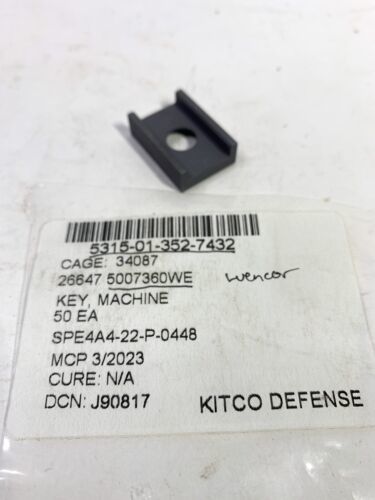 5315-01-352-7432
CAGE: 34087
26647 5007360WE wencor
KEY, MACHINE
50 EA
SPE4A4-22-P-0448
MCP 3/2023
CURE: N/A
DCN: J90817 KITCO DEFENSE